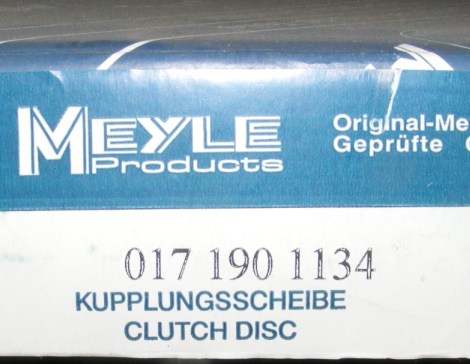 MEYLE
Products
Original-Me
Geprüfte
017 190 1134
KUPPLUNGSSCHEIBE
CLUTCH DISC